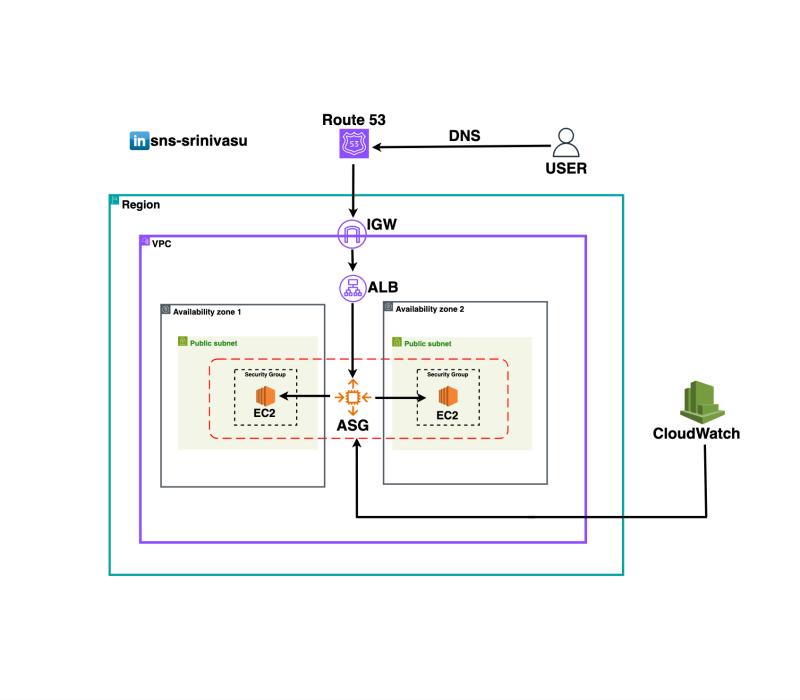 Route 53
53
DNS
in sns-srinivasu
USER
Region
IGW
VPC
ALB
Availability zone 1
Availability zone 2
Public subnet
Public subnet
Security Group
Security Group
EC2
EC2
ASG
CloudWatch